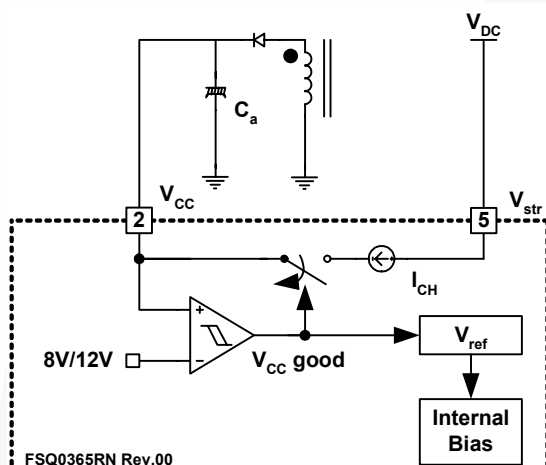 V_DC
C_a
V_CC
V_str
2
5
I_CH
+
−
8V/12V
V_CC good
V_ref
Internal
Bias
FSQ0365RN Rev.00